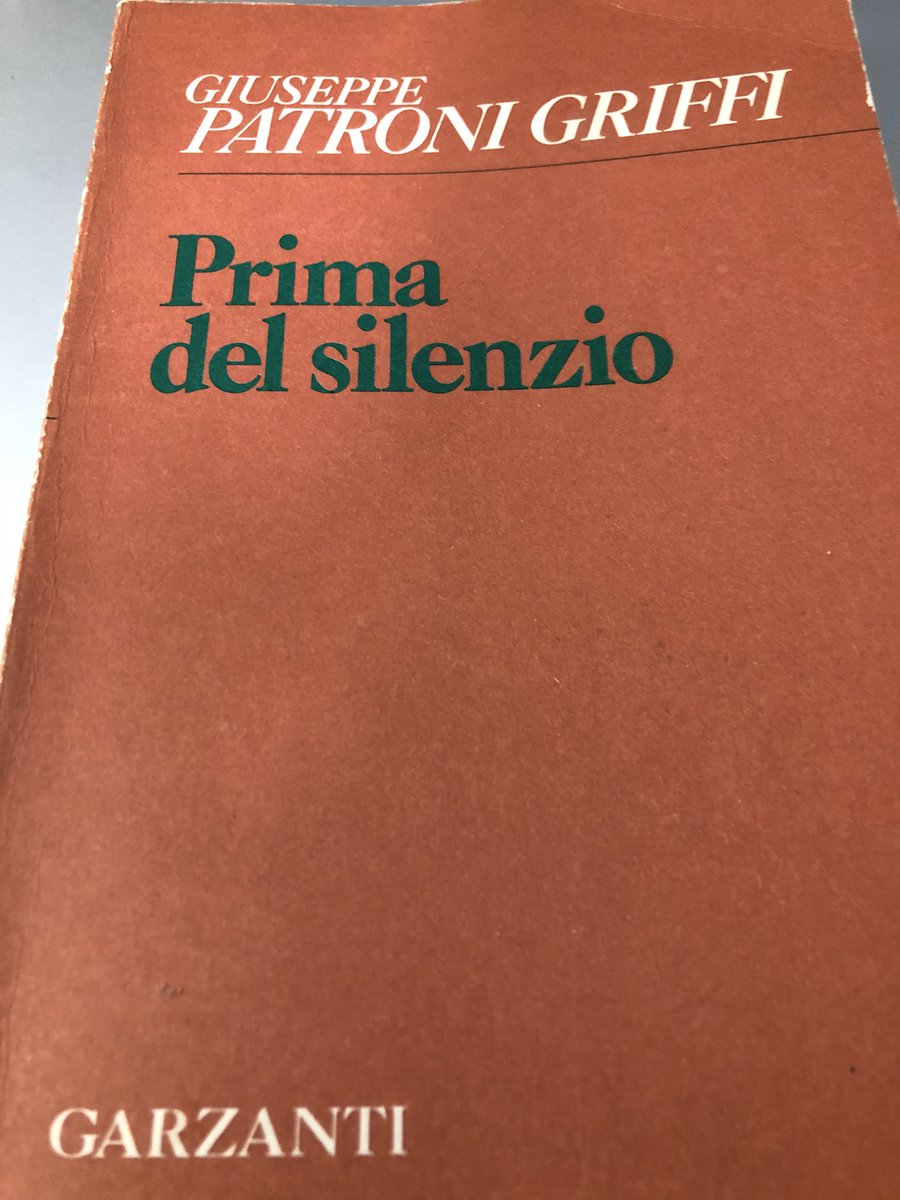 GIUSEPPE
PATRONI GRIFFI
Prima
del silenzio
GARZANTI